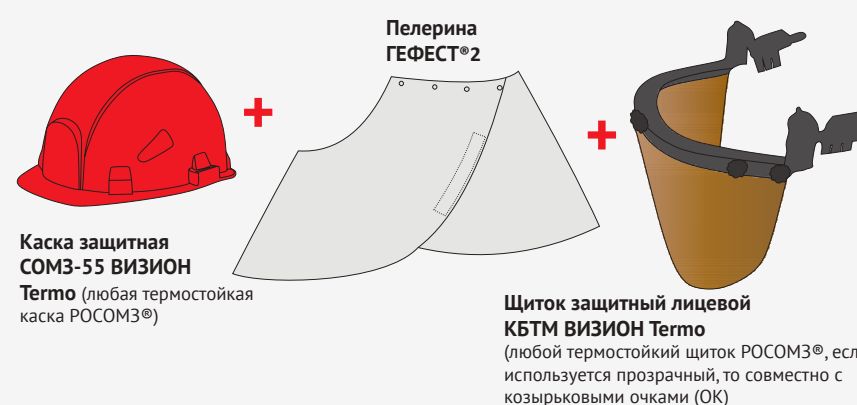 Пелерина
ГЕФЕСТ®2
Каска защитная
СОМЗ-55 ВИЗИОН
Termo (любая термостойкая
каска РОСОМЗ®)
Щиток защитный лицевой
КБТМ ВИЗИОН Termo
(любой термостойкий щиток РОСОМЗ®, есл
используется прозрачный, то совместно с
козырьковыми очками (ОК)